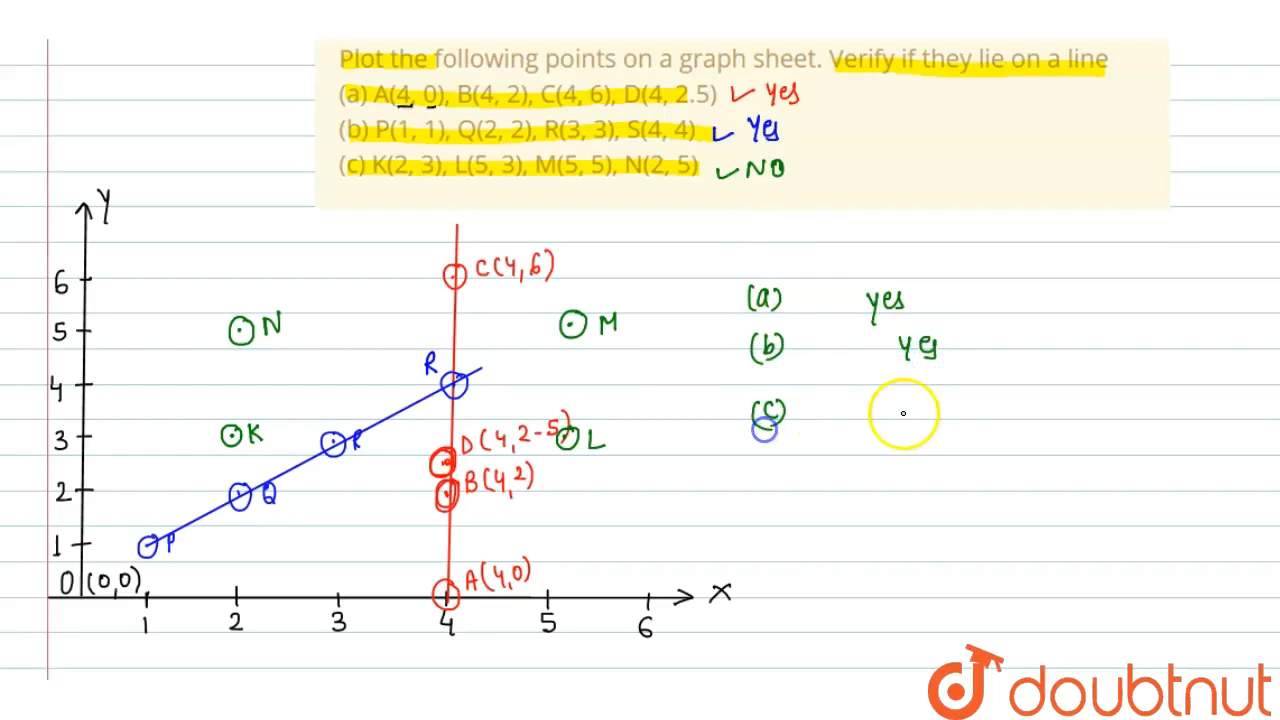 Plot the following points on a graph sheet. Verify if they lie on a line
(a) A(4, 0), B(4, 2), C(4, 6), D(4, 2.5) ✓ yes
(b) P(1, 1), Q(2, 2), R(3, 3), S(4, 4) ✓ Yes
(c) K(2, 3), L(5, 3), M(5, 5), N(2, 5) ✓ NO
Y
C(4,6)
6
(a) yes
5 N M
(b) yes
4 R
(c)
3 K R D(4,2-5) L
2 Q B(4,2)
1 P
0 (0,0) A(4,0)
X
1 2 3 4 5 6
doubtnut